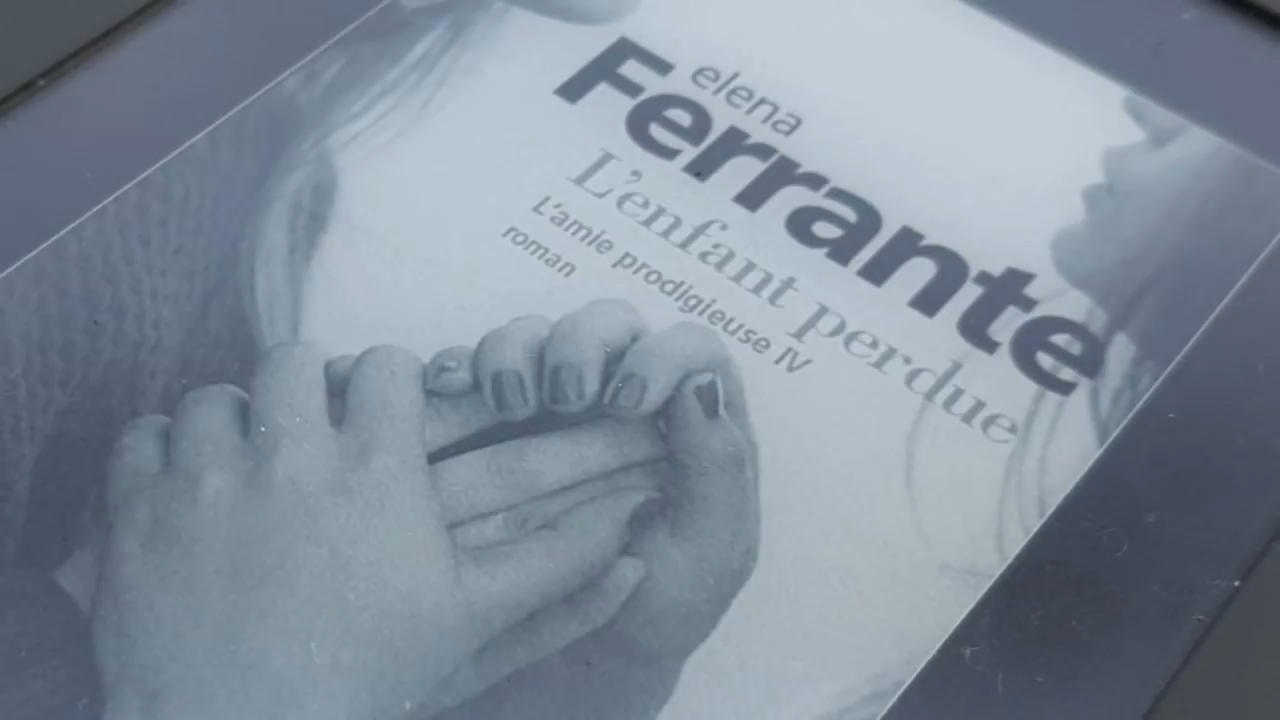 elena
Ferrante
L'enfant perdue
L'amie prodigieuse IV
roman